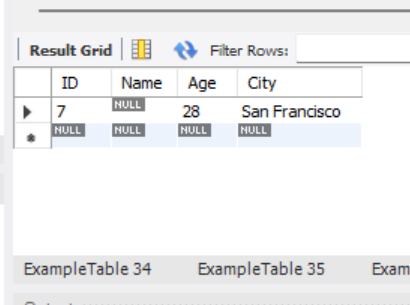 Result Grid Filter Rows:
ID Name Age City
7 NULL 28 San Francisco
NULL NULL NULL NULL
ExampleTable 34 ExampleTable 35 Exam